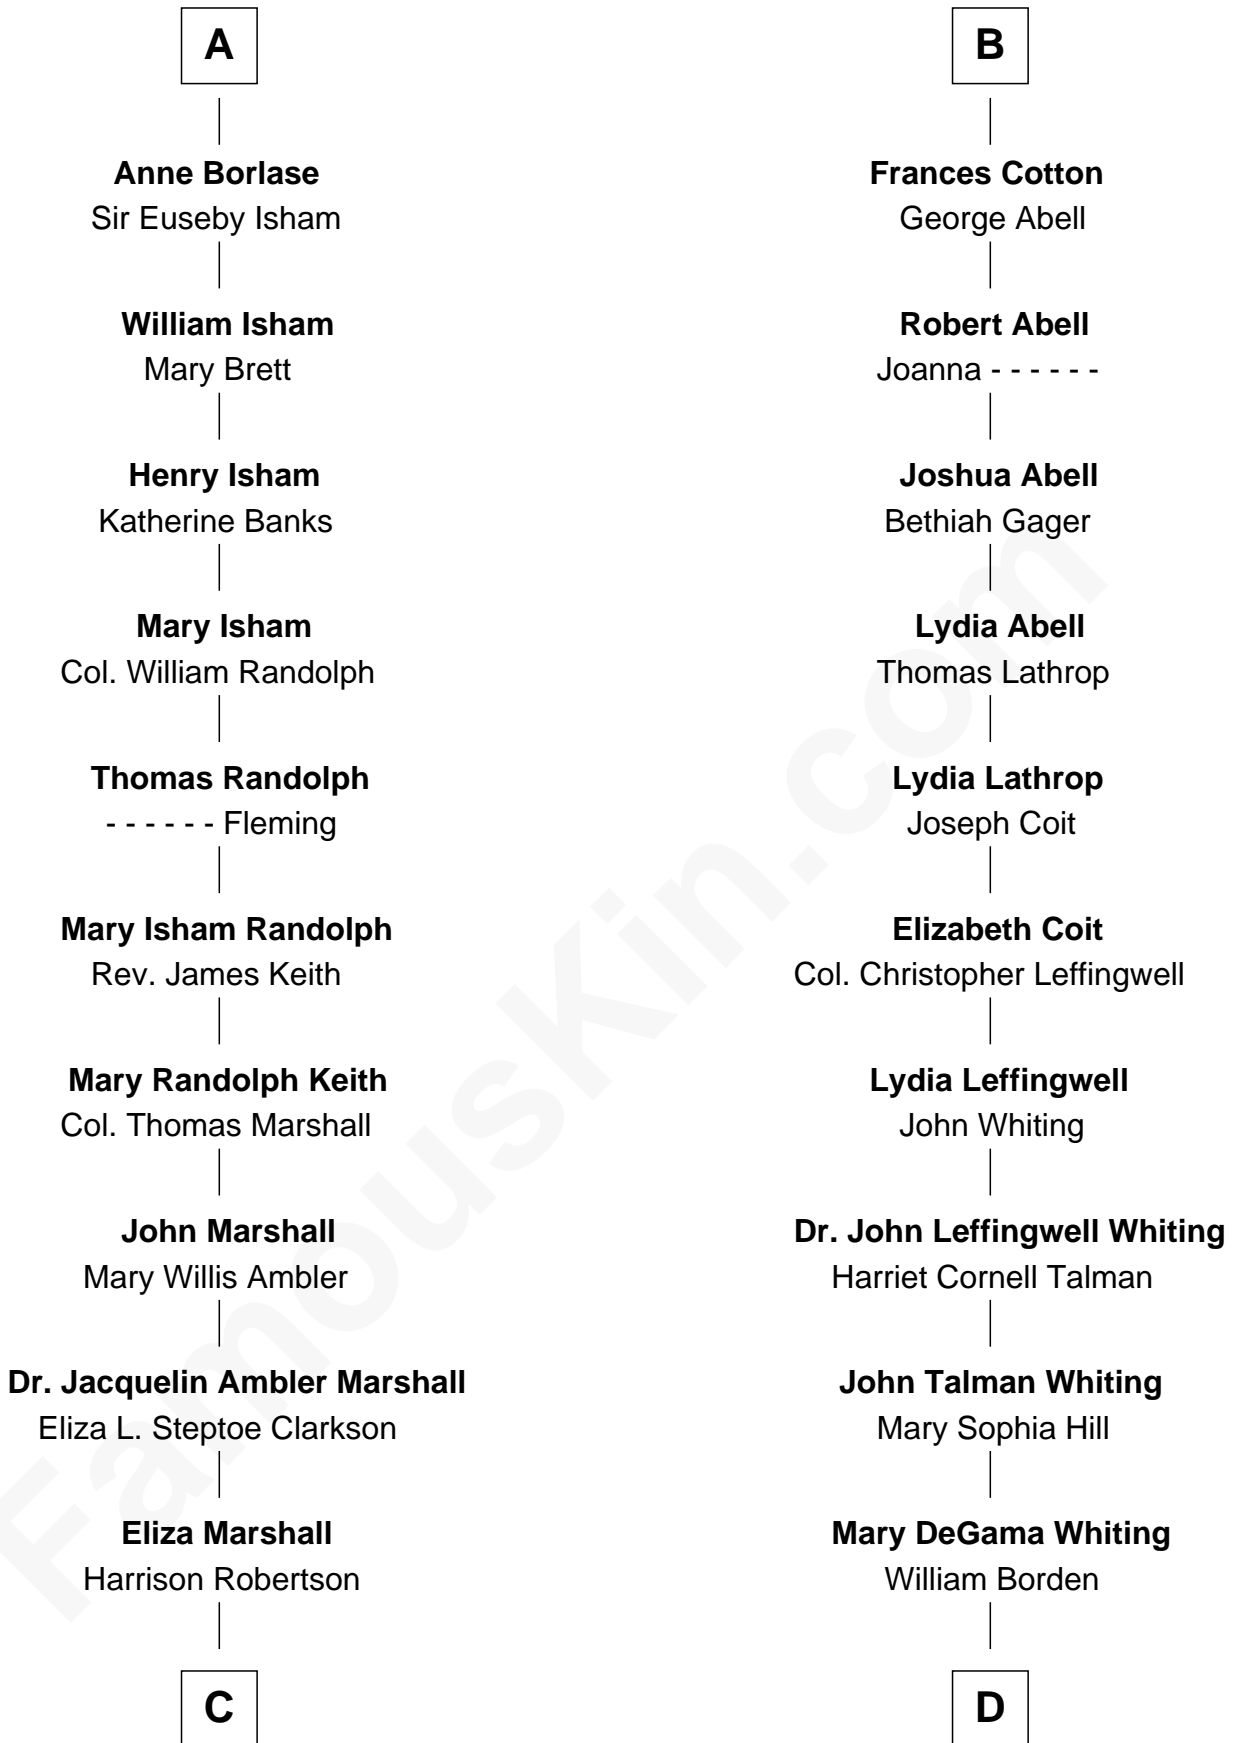 A
Anne Borlase
Sir Euseby Isham
William Isham
Mary Brett
Henry Isham
Katherine Banks
Mary Isham
Col. William Randolph
Thomas Randolph
- - - - - - Fleming
Mary Isham Randolph
Rev. James Keith
Mary Randolph Keith
Col. Thomas Marshall
John Marshall
Mary Willis Ambler
Dr. Jacquelin Ambler Marshall
Eliza L. Steptoe Clarkson
Eliza Marshall
Harrison Robertson
C
B
Frances Cotton
George Abell
Robert Abell
Joanna - - - - - -
Joshua Abell
Bethiah Gager
Lydia Abell
Thomas Lathrop
Lydia Lathrop
Joseph Coit
Elizabeth Coit
Col. Christopher Leffingwell
Lydia Leffingwell
John Whiting
Dr. John Leffingwell Whiting
Harriet Cornell Talman
John Talman Whiting
Mary Sophia Hill
Mary DeGama Whiting
William Borden
D
FamousKin.com